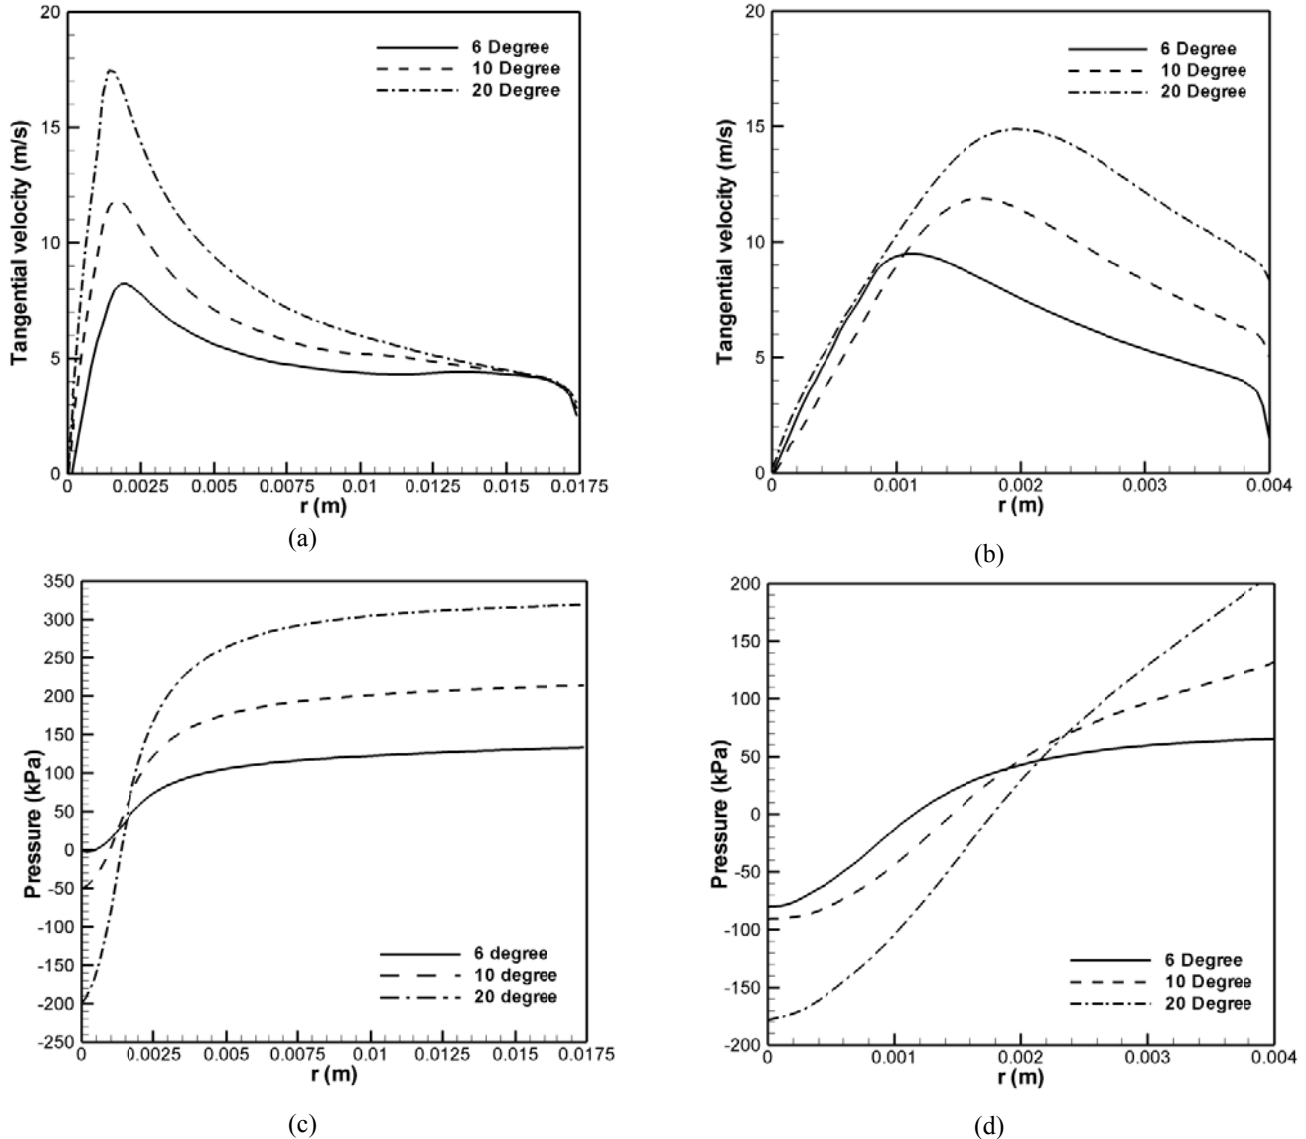 20
15
10
5
0
Tangential velocity (m/s)
6 Degree
10 Degree
20 Degree
0 0.0025 0.005 0.0075 0.01 0.0125 0.015 0.0175
r (m)
(a)
20
15
10
5
0
Tangential velocity (m/s)
6 Degree
10 Degree
20 Degree
0 0.001 0.002 0.003 0.004
r (m)
(b)
350
300
250
200
150
100
50
0
-50
-100
-150
-200
-250
Pressure (kPa)
6 degree
10 degree
20 degree
0 0.0025 0.005 0.0075 0.01 0.0125 0.015 0.0175
r (m)
(c)
200
150
100
50
0
-50
-100
-150
-200
Pressure (kPa)
6 Degree
10 Degree
20 Degree
0 0.001 0.002 0.003 0.004
r (m)
(d)